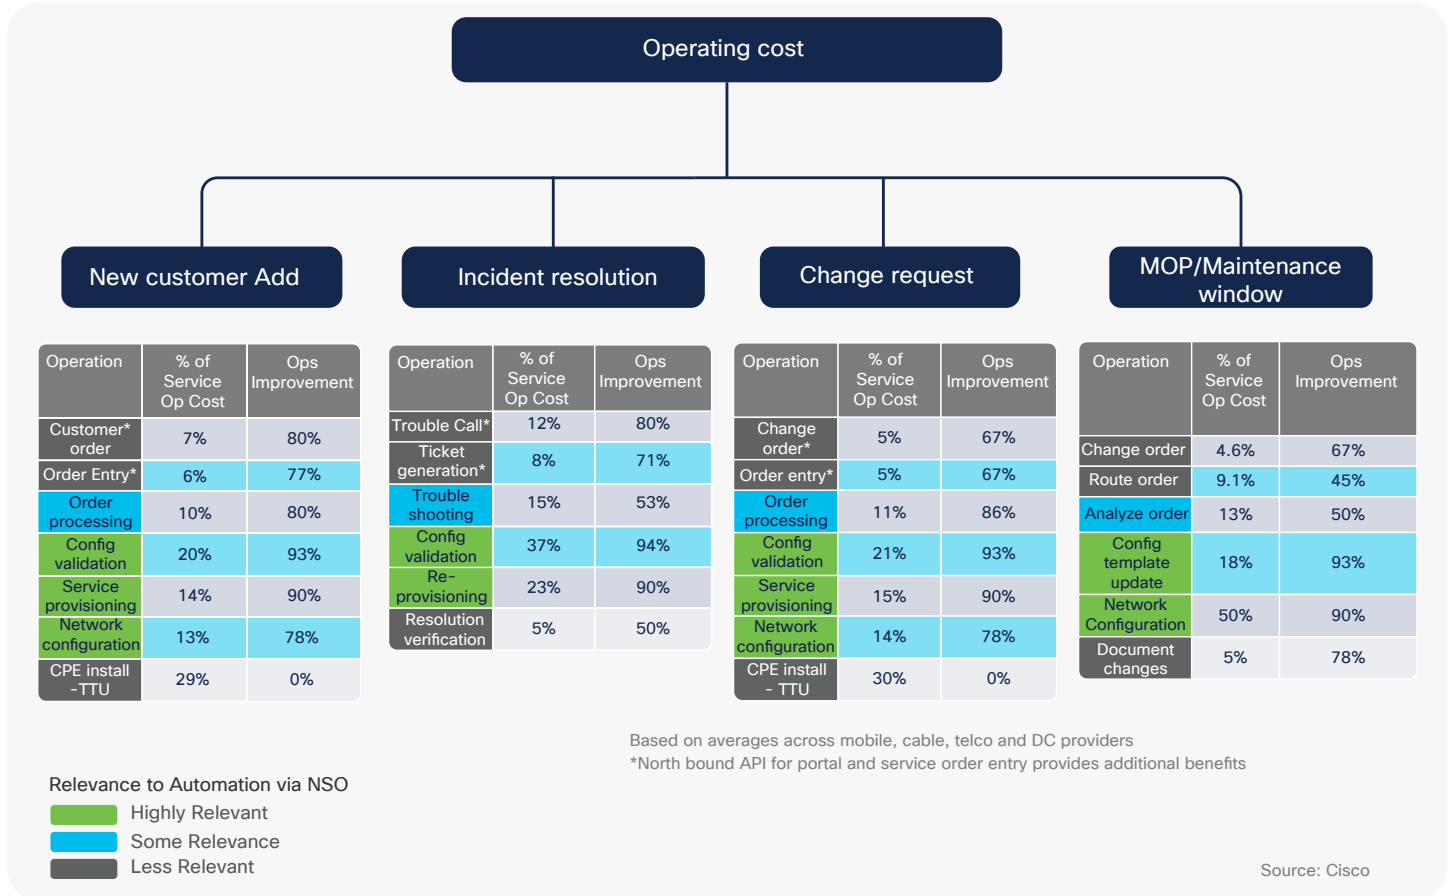 Operating cost
New customer Add
Incident resolution
Change request
MOP/Maintenance
window
Operation
% of
Service
Op Cost
Ops
Improvement
Customer*
order
7%
80%
Order Entry*
6%
77%
Order
processing
10%
80%
Config
validation
20%
93%
Service
provisioning
14%
90%
Network
configuration
13%
78%
CPE install
-TTU
29%
0%
Operation
% of
Service
Op Cost
Ops
Improvement
Trouble Call*
12%
80%
Ticket
generation*
8%
71%
Trouble
shooting
15%
53%
Config
validation
37%
94%
Re-
provisioning
23%
90%
Resolution
verification
5%
50%
Operation
% of
Service
Op Cost
Ops
Improvement
Change
order*
5%
67%
Order entry*
5%
67%
Order
processing
11%
86%
Config
validation
21%
93%
Service
provisioning
15%
90%
Network
configuration
14%
78%
CPE install
- TTU
30%
0%
Operation
% of
Service
Op Cost
Ops
Improvement
Change order
4.6%
67%
Route order
9.1%
45%
Analyze order
13%
50%
Config
template
update
18%
93%
Network
Configuration
50%
90%
Document
changes
5%
78%
Based on averages across mobile, cable, telco and DC providers
*North bound API for portal and service order entry provides additional benefits
Relevance to Automation via NSO
Highly Relevant
Some Relevance
Less Relevant
Source: Cisco